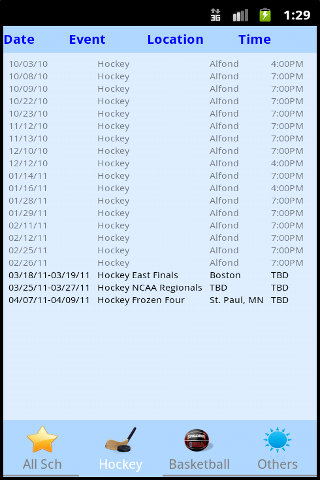 3G 1:29
Date Event Location Time
10/03/10 Hockey Alfond 4:00PM
10/08/10 Hockey Alfond 7:00PM
10/09/10 Hockey Alfond 7:00PM
10/22/10 Hockey Alfond 7:00PM
10/23/10 Hockey Alfond 7:00PM
11/12/10 Hockey Alfond 7:00PM
11/13/10 Hockey Alfond 7:00PM
12/10/10 Hockey Alfond 7:00PM
12/12/10 Hockey Alfond 4:00PM
01/14/11 Hockey Alfond 7:00PM
01/16/11 Hockey Alfond 4:00PM
01/28/11 Hockey Alfond 7:00PM
01/29/11 Hockey Alfond 7:00PM
02/11/11 Hockey Alfond 7:00PM
02/12/11 Hockey Alfond 7:00PM
02/25/11 Hockey Alfond 7:00PM
02/26/11 Hockey Alfond 7:00PM
03/18/11-03/19/11 Hockey East Finals Boston TBD
03/25/11-03/27/11 Hockey NCAA Regionals TBD TBD
04/07/11-04/09/11 Hockey Frozen Four St. Paul, MN TBD
All Sch Hockey Basketball Others